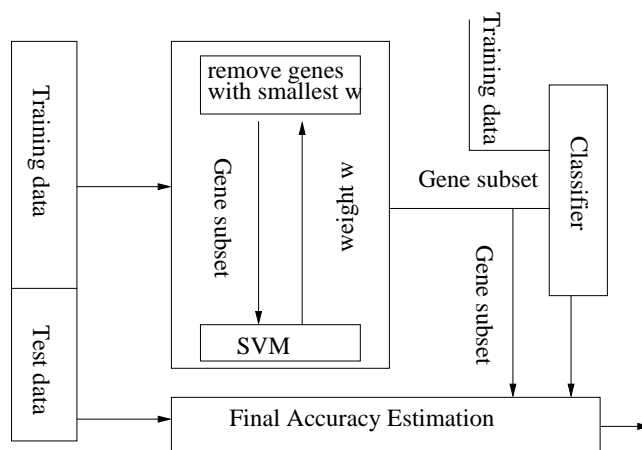 Training data
Test data
remove genes
with smallest w
Gene subset
weight w
SVM
Training data
Gene subset
Classifier
Gene subset
Final Accuracy Estimation